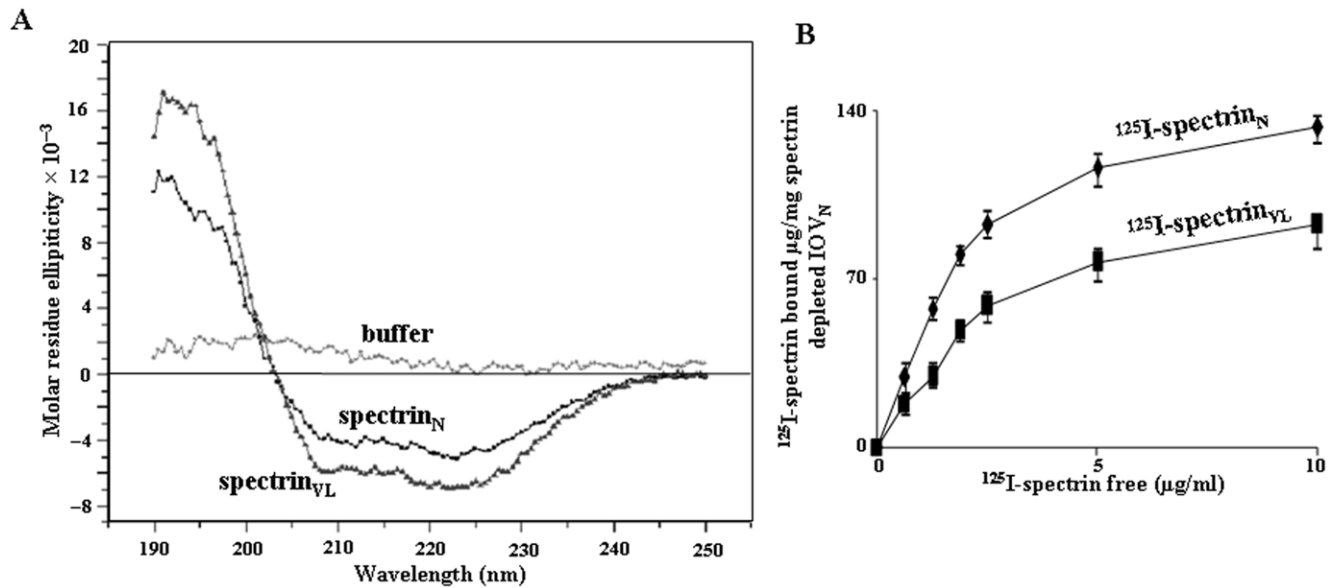 A
Molar residue ellipiticity × 10⁻³
20
16
12
8
4
0
−4
−6
−8
buffer
spectrin_N
spectrin_VL
190
200
210
220
230
240
250
Wavelength (nm)
B
¹²⁵I-spectrin bound µg/mg spectrin
depleted IOV_N
140
70
0
¹²⁵I-spectrin_N
¹²⁵I-spectrin_VL
0
5
10
¹²⁵I-spectrin free (µg/ml)